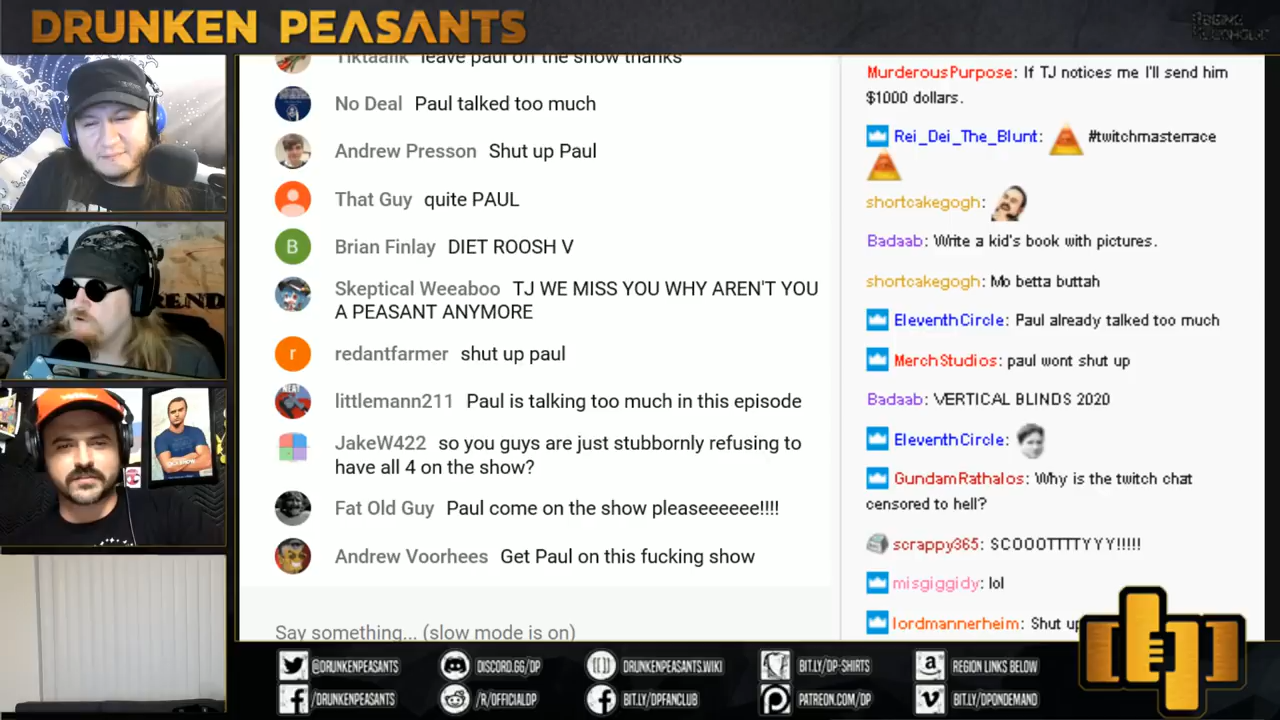 DRUNKEN PEASANTS
Tiktaalik leave paul off the show thanks
No Deal Paul talked too much
Andrew Presson Shut up Paul
That Guy quite PAUL
B
Brian Finlay DIET ROOSH V
Skeptical Weeaboo TJ WE MISS YOU WHY AREN'T YOU
A PEASANT ANYMORE
r
redantfarmer shut up paul
littlemann211 Paul is talking too much in this episode
JakeW422 so you guys are just stubbornly refusing to
have all 4 on the show?
Fat Old Guy Paul come on the show pleaseeeeee!!!!
Andrew Voorhees Get Paul on this fucking show
Say something... (slow mode is on)
MurderousPurpose: If TJ notices me I'll send him
$1000 dollars.
Rei_Dei_The_Blunt: #twitchmasterrace
shortcakegogh:
Badaab: Write a kid's book with pictures.
shortcakegogh: Mo betta buttah
EleventhCircle: Paul already talked too much
MerchStudios: paul wont shut up
Badaab: VERTICAL BLINDS 2020
EleventhCircle:
GundamRathalos: Why is the twitch chat
censored to hell?
scrappy365: SCOOOTTTTYYY!!!!!
misgiggidy: lol
lordmannerheim: Shut up
@DRUNKENPEASANTS
DISCORD.GG/DP
DRUNKENPEASANTS.WIKI
BIT.LY/DP-SHIRTS
REGION LINKS BELOW
/DRUNKENPEASANTS
/R/OFFICIALDP
BIT.LY/DPFANCLUB
PATREON.COM/DP
BIT.LY/DPONDEMAND